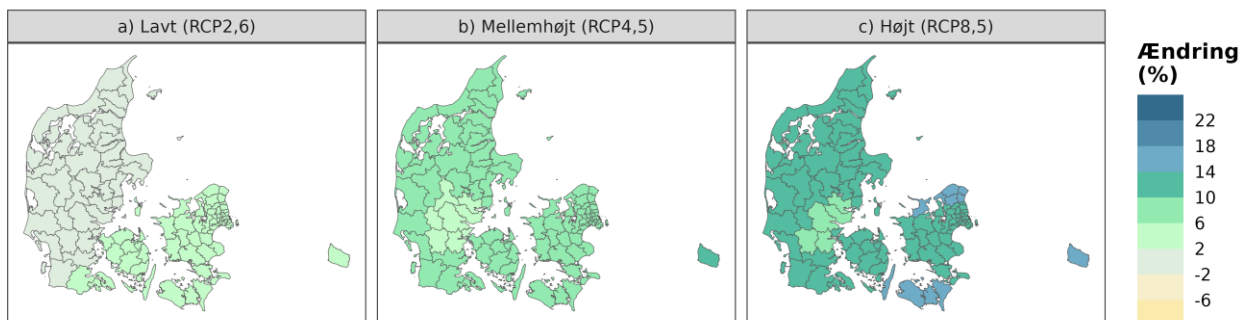 a) Lavt (RCP2,6)
b) Mellemhøjt (RCP4,5)
c) Højt (RCP8,5)
Ændring
(%)
22
18
14
10
6
2
-2
-6